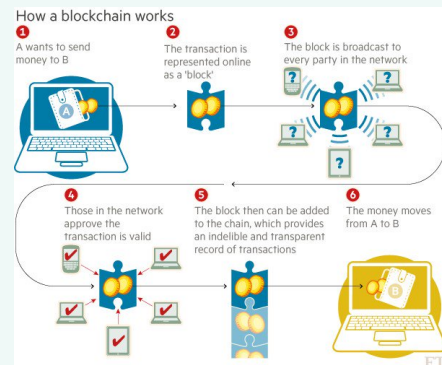 How a blockchain works
1
A wants to send
money to B
2
The transaction is
represented online
as a 'block'
3
The block is broadcast to
every party in the network
A
?
?
?
?
?
4
Those in the network
approve the
transaction is valid
5
The block then can be added
to the chain, which provides
an indelible and transparent
record of transactions
6
The money moves
from A to B
B
FT